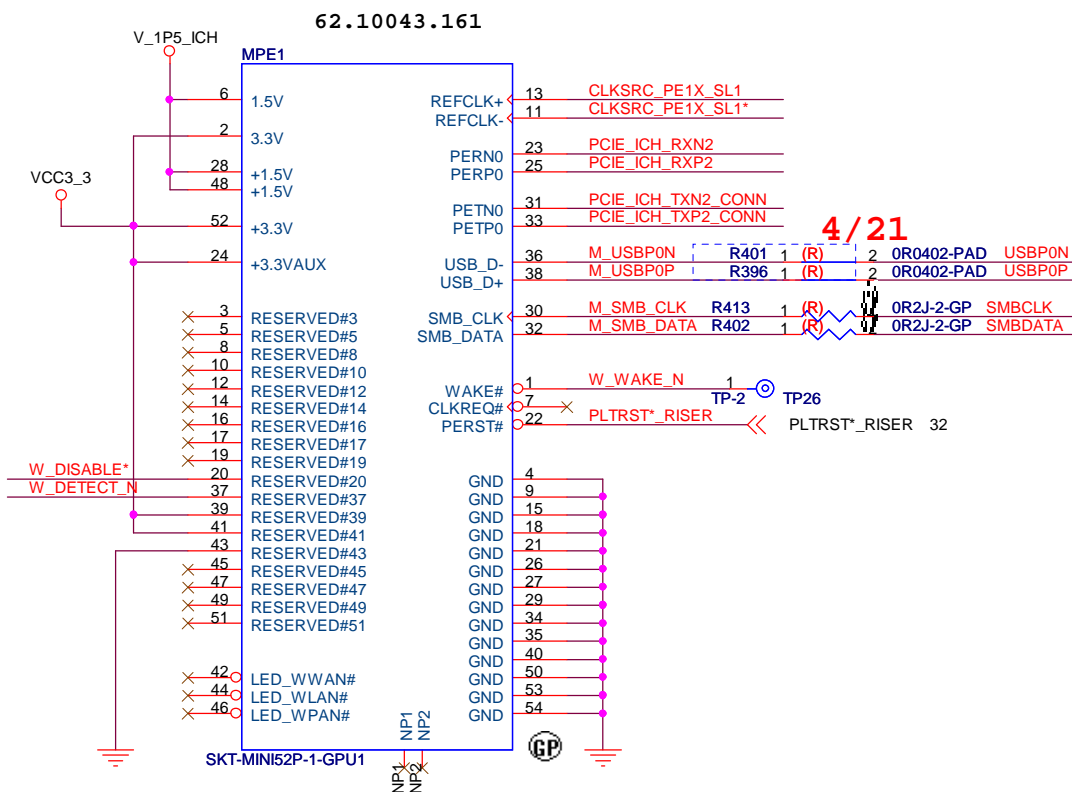 62.10043.161
V_1P5_ICH
MPE1
6 1.5V REFCLK+ 13 CLKSRC_PE1X_SL1
REFCLK- 11 CLKSRC_PE1X_SL1*
2 3.3V
PERN0 23 PCIE_ICH_RXN2
28 +1.5V PERP0 25 PCIE_ICH_RXP2
VCC3_3 48 +1.5V
PETN0 31 PCIE_ICH_TXN2_CONN
52 +3.3V PETP0 33 PCIE_ICH_TXP2_CONN
4/21
24 +3.3VAUX USB_D- 36 M_USBP0N R401 1 (R) 2 0R0402-PAD USBP0N
USB_D+ 38 M_USBP0P R396 1 (R) 2 0R0402-PAD USBP0P
3 RESERVED#3 SMB_CLK 30 M_SMB_CLK R413 1 (R) 0R2J-2-GP SMBCLK
5 RESERVED#5 SMB_DATA 32 M_SMB_DATA R402 1 (R) 0R2J-2-GP SMBDATA
8 RESERVED#8
10 RESERVED#10
12 RESERVED#12 WAKE# 1 W_WAKE_N 1 TP-2 TP26
14 RESERVED#14 CLKREQ# 7
16 RESERVED#16 PERST# 22 PLTRST*_RISER PLTRST*_RISER 32
17 RESERVED#17
19 RESERVED#19
W_DISABLE* 20 RESERVED#20 GND 4
W_DETECT_N 37 RESERVED#37 GND 9
39 RESERVED#39 GND 15
41 RESERVED#41 GND 18
43 RESERVED#43 GND 21
45 RESERVED#45 GND 26
47 RESERVED#47 GND 27
49 RESERVED#49 GND 29
51 RESERVED#51 GND 34
GND 35
GND 40
42 LED_WWAN# GND 50
44 LED_WLAN# GND 53
46 LED_WPAN# GND 54
NP1 NP2
GP
SKT-MINI52P-1-GPU1
NP1 NP2